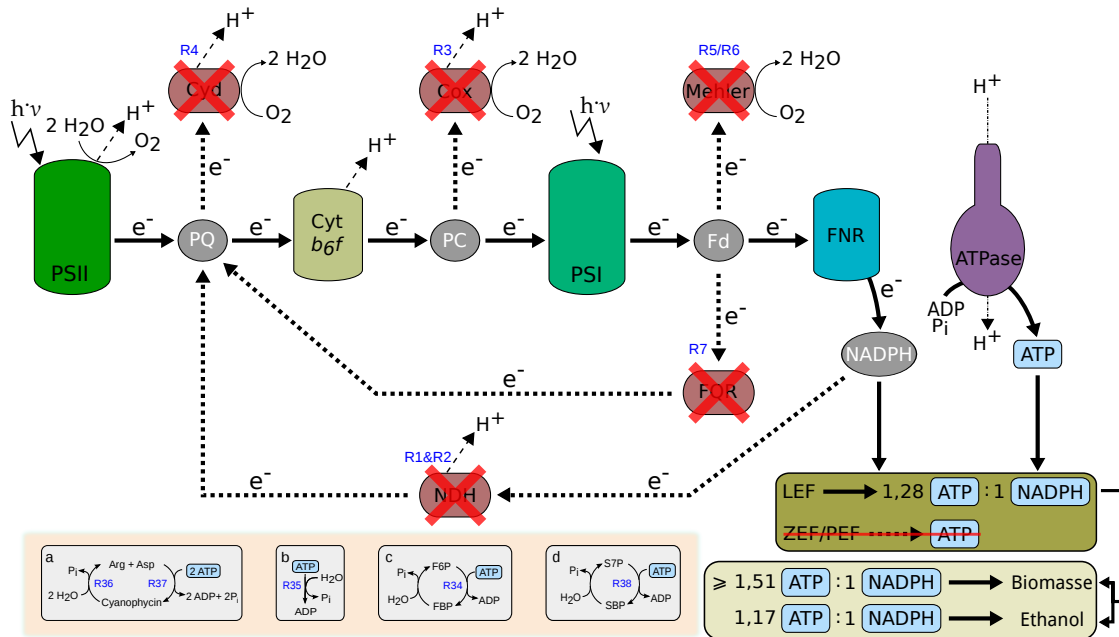 H⁺
R4
2 H₂O
Cyd
O₂
H⁺
R3
2 H₂O
Cox
O₂
R5/R6
2 H₂O
Mehler
O₂
H⁺
h·ν
2 H₂O
H⁺
O₂
h·ν
H⁺
e⁻
e⁻
e⁻
PSII
e⁻
PQ
e⁻
Cyt
b₆f
e⁻
PC
e⁻
PSI
e⁻
Fd
e⁻
FNR
ATPase
e⁻
ADP
Pᵢ
H⁺
e⁻
R7
NADPH
ATP
FQR
e⁻
H⁺
R1&R2
NDH
e⁻
e⁻
LEF 1,28 ATP : 1 NADPH
ZEF/PEF ATP
⩾ 1,51 ATP : 1 NADPH Biomasse
1,17 ATP : 1 NADPH Ethanol
a
Arg + Asp
Pᵢ
2 ATP
R36
R37
2 H₂O
Cyanophycin
2 ADP+ 2Pᵢ
b
ATP
R35
H₂O
Pᵢ
ADP
c
F6P
Pᵢ
ATP
R34
H₂O
FBP
ADP
d
S7P
Pᵢ
ATP
R38
H₂O
SBP
ADP